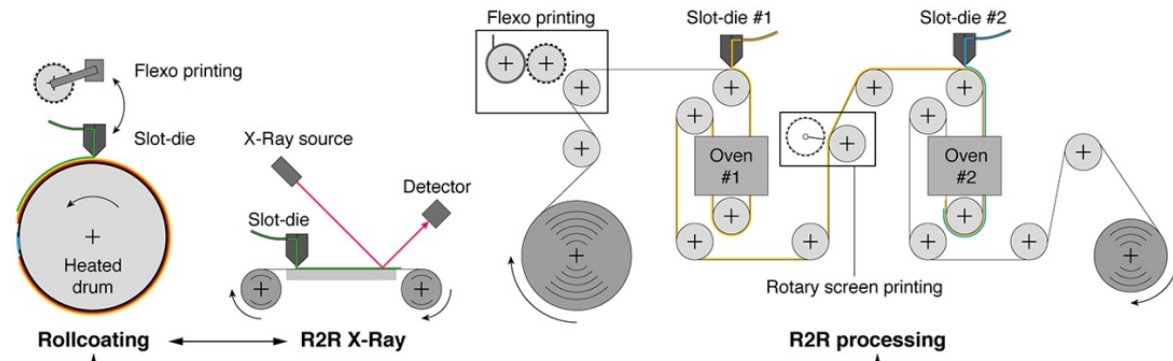 Flexo printing
Slot-die
Heated
drum
Rollcoating
X-Ray source
Detector
Slot-die
R2R X-Ray
Flexo printing
Slot-die #1
Slot-die #2
Oven
#1
Oven
#2
Rotary screen printing
R2R processing